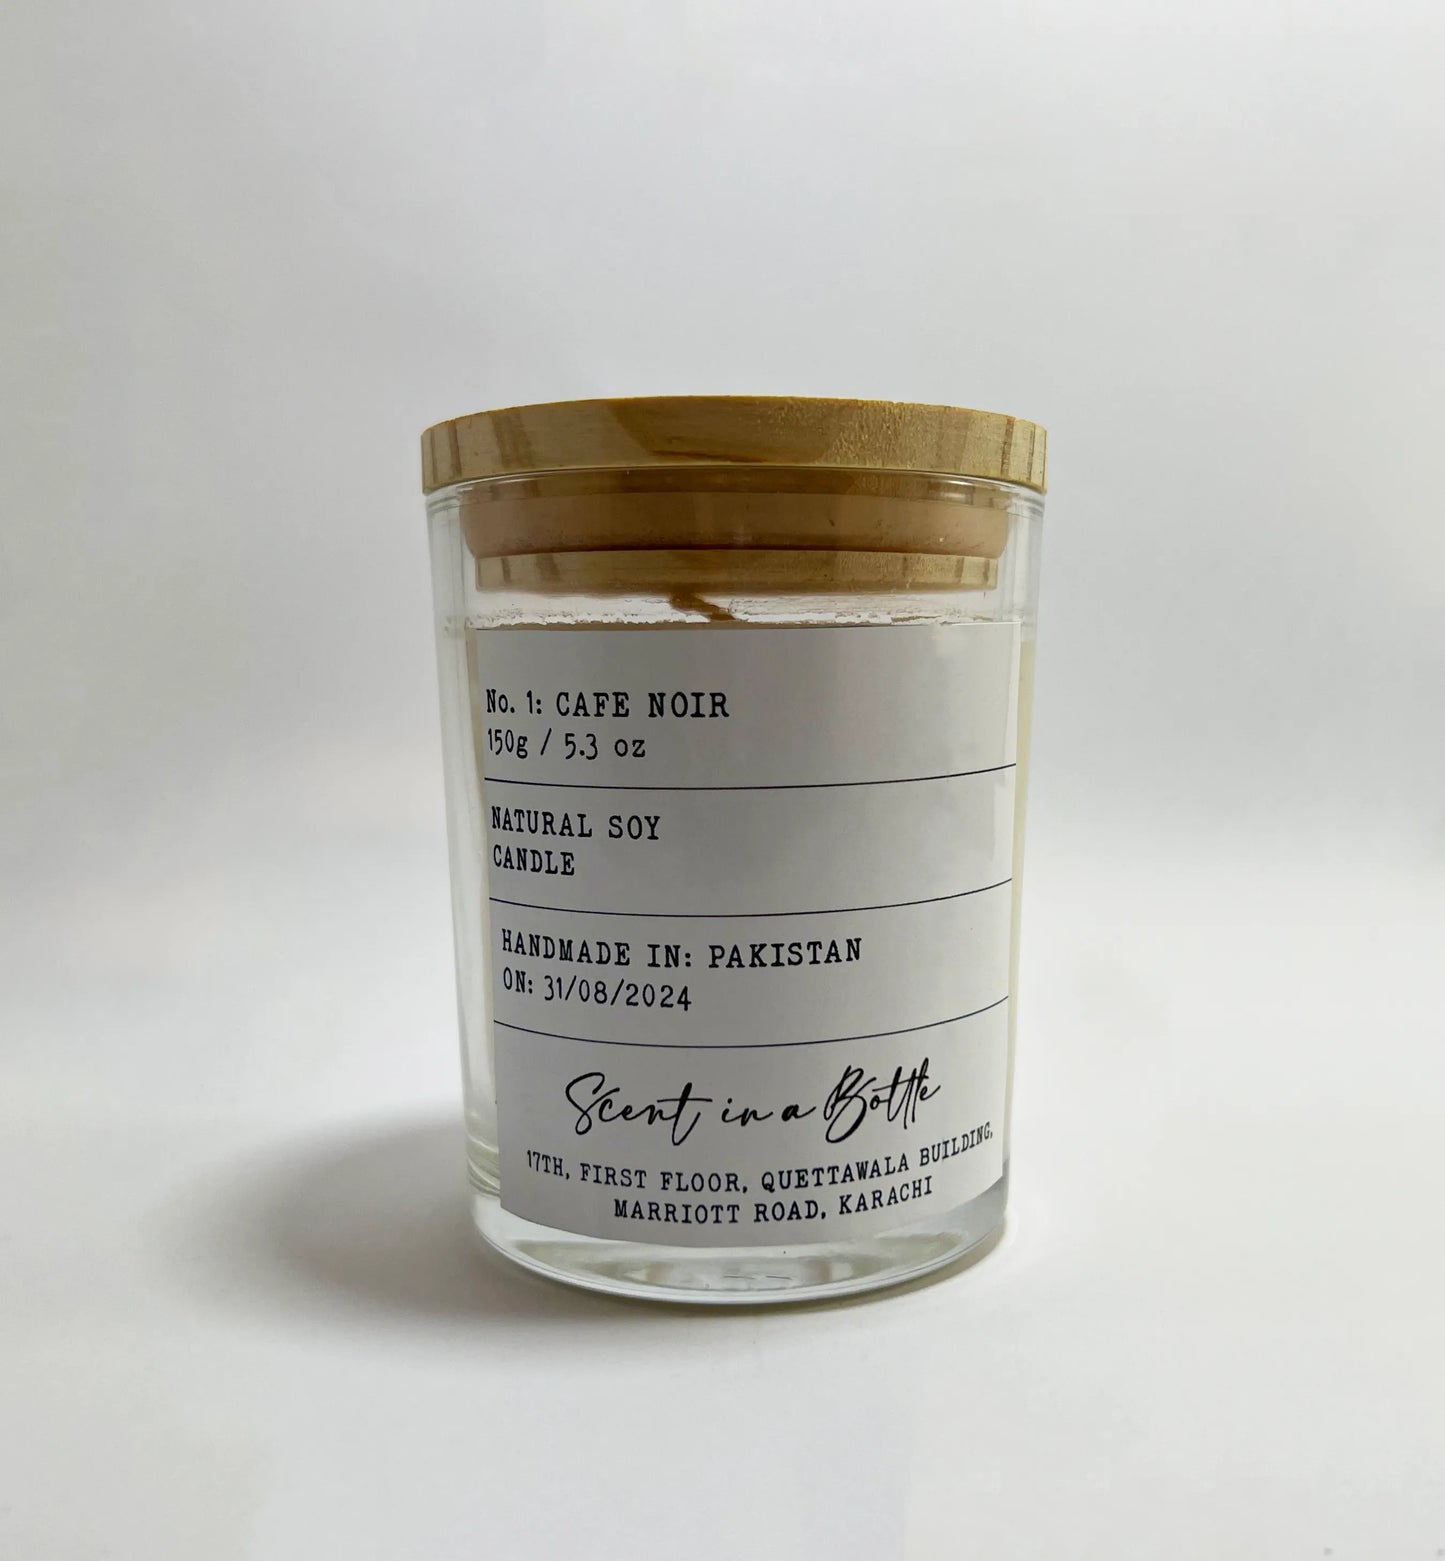 No. 1: CAFE NOIR
150g / 5.3 oz
NATURAL SOY
CANDLE
HANDMADE IN: PAKISTAN
ON: 31/08/2024
Scent in a Bottle
17TH, FIRST FLOOR, QUETTAWALA BUILDING,
MARRIOTT ROAD, KARACHI